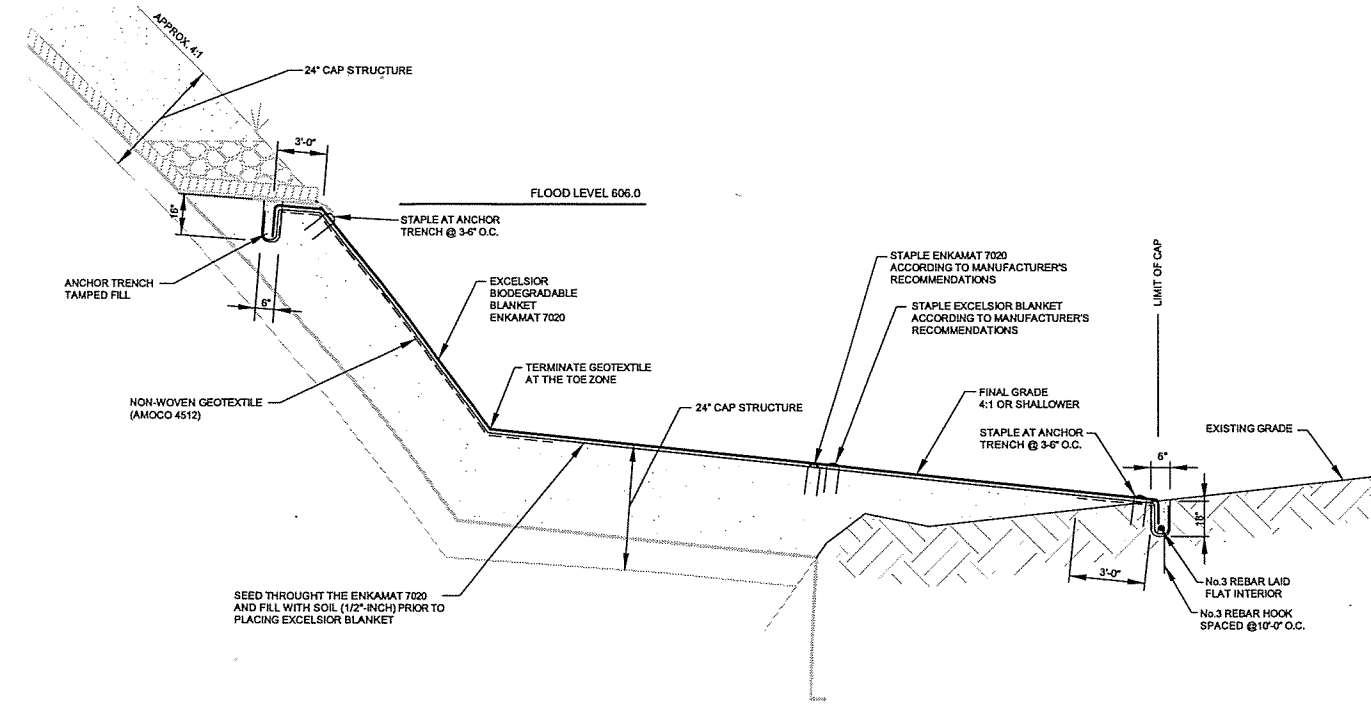 APPROX. 4:1
24" CAP STRUCTURE
3'-0"
FLOOD LEVEL 606.0
16"
STAPLE AT ANCHOR
TRENCH @ 3-6" O.C.
ANCHOR TRENCH
TAMPED FILL
6"
EXCELSIOR
BIODEGRADABLE
BLANKET
ENKAMAT 7020
STAPLE ENKAMAT 7020
ACCORDING TO MANUFACTURER'S
RECOMMENDATIONS
STAPLE EXCELSIOR BLANKET
ACCORDING TO MANUFACTURER'S
RECOMMENDATIONS
LIMIT OF CAP
NON-WOVEN GEOTEXTILE
(AMOCO 4512)
TERMINATE GEOTEXTILE
AT THE TOE ZONE
24" CAP STRUCTURE
FINAL GRADE
4:1 OR SHALLOWER
STAPLE AT ANCHOR
TRENCH @ 3-6" O.C.
EXISTING GRADE
6"
3'-0"
SEED THROUGHT THE ENKAMAT 7020
AND FILL WITH SOIL (1/2"-INCH) PRIOR TO
PLACING EXCELSIOR BLANKET
No.3 REBAR LAID
FLAT INTERIOR
No.3 REBAR HOOK
SPACED @10'-0" O.C.